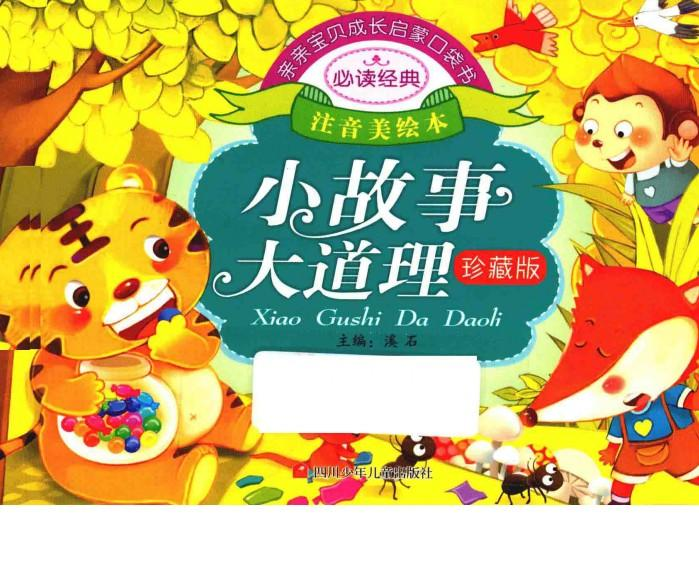 亲亲宝贝成长启蒙口袋书
必读经典
注音美绘本
小故事
大道理
珍藏版
Xiao Gushi Da Daoli
主编：溪 石
四川少年儿童出版社